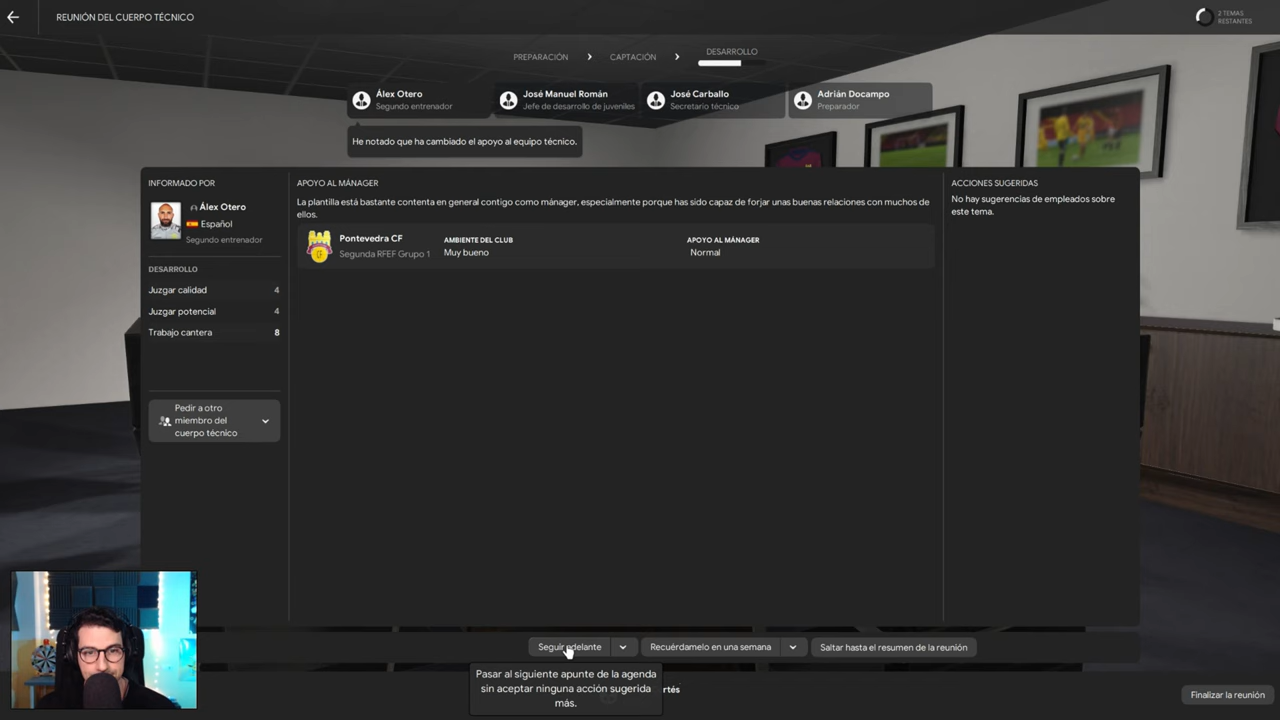 REUNIÓN DEL CUERPO TÉCNICO
2 TEMAS
RESTANTES
PREPARACIÓN
CAPTACIÓN
DESARROLLO
Álex Otero
Segundo entrenador
José Manuel Román
Jefe de desarrollo de juveniles
José Carballo
Secretario técnico
Adrián Docampo
Preparador
He notado que ha cambiado el apoyo al equipo técnico.
INFORMADO POR
Álex Otero
Español
Segundo entrenador
DESARROLLO
Juzgar calidad 4
Juzgar potencial 4
Trabajo cantera 8
Pedir a otro
miembro del
cuerpo técnico
APOYO AL MÁNAGER
La plantilla está bastante contenta en general contigo como mánager, especialmente porque has sido capaz de forjar unas buenas relaciones con muchos de
ellos.
Pontevedra CF
Segunda RFEF Grupo 1
AMBIENTE DEL CLUB
Muy bueno
APOYO AL MÁNAGER
Normal
ACCIONES SUGERIDAS
No hay sugerencias de empleados sobre
este tema.
Seguir adelante
Recuérdamelo en una semana
Saltar hasta el resumen de la reunión
Pasar al siguiente apunte de la agenda
sin aceptar ninguna acción sugerida
más.
Finalizar la reunión